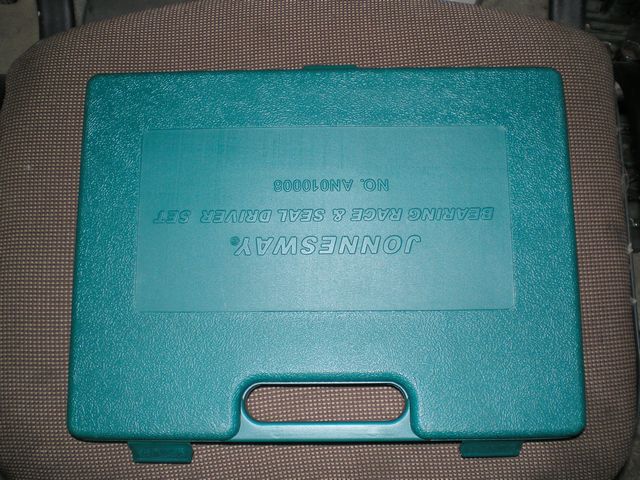 JONNESWAY®
BEARING RACE & SEAL DRIVER SET
NO. AN010008